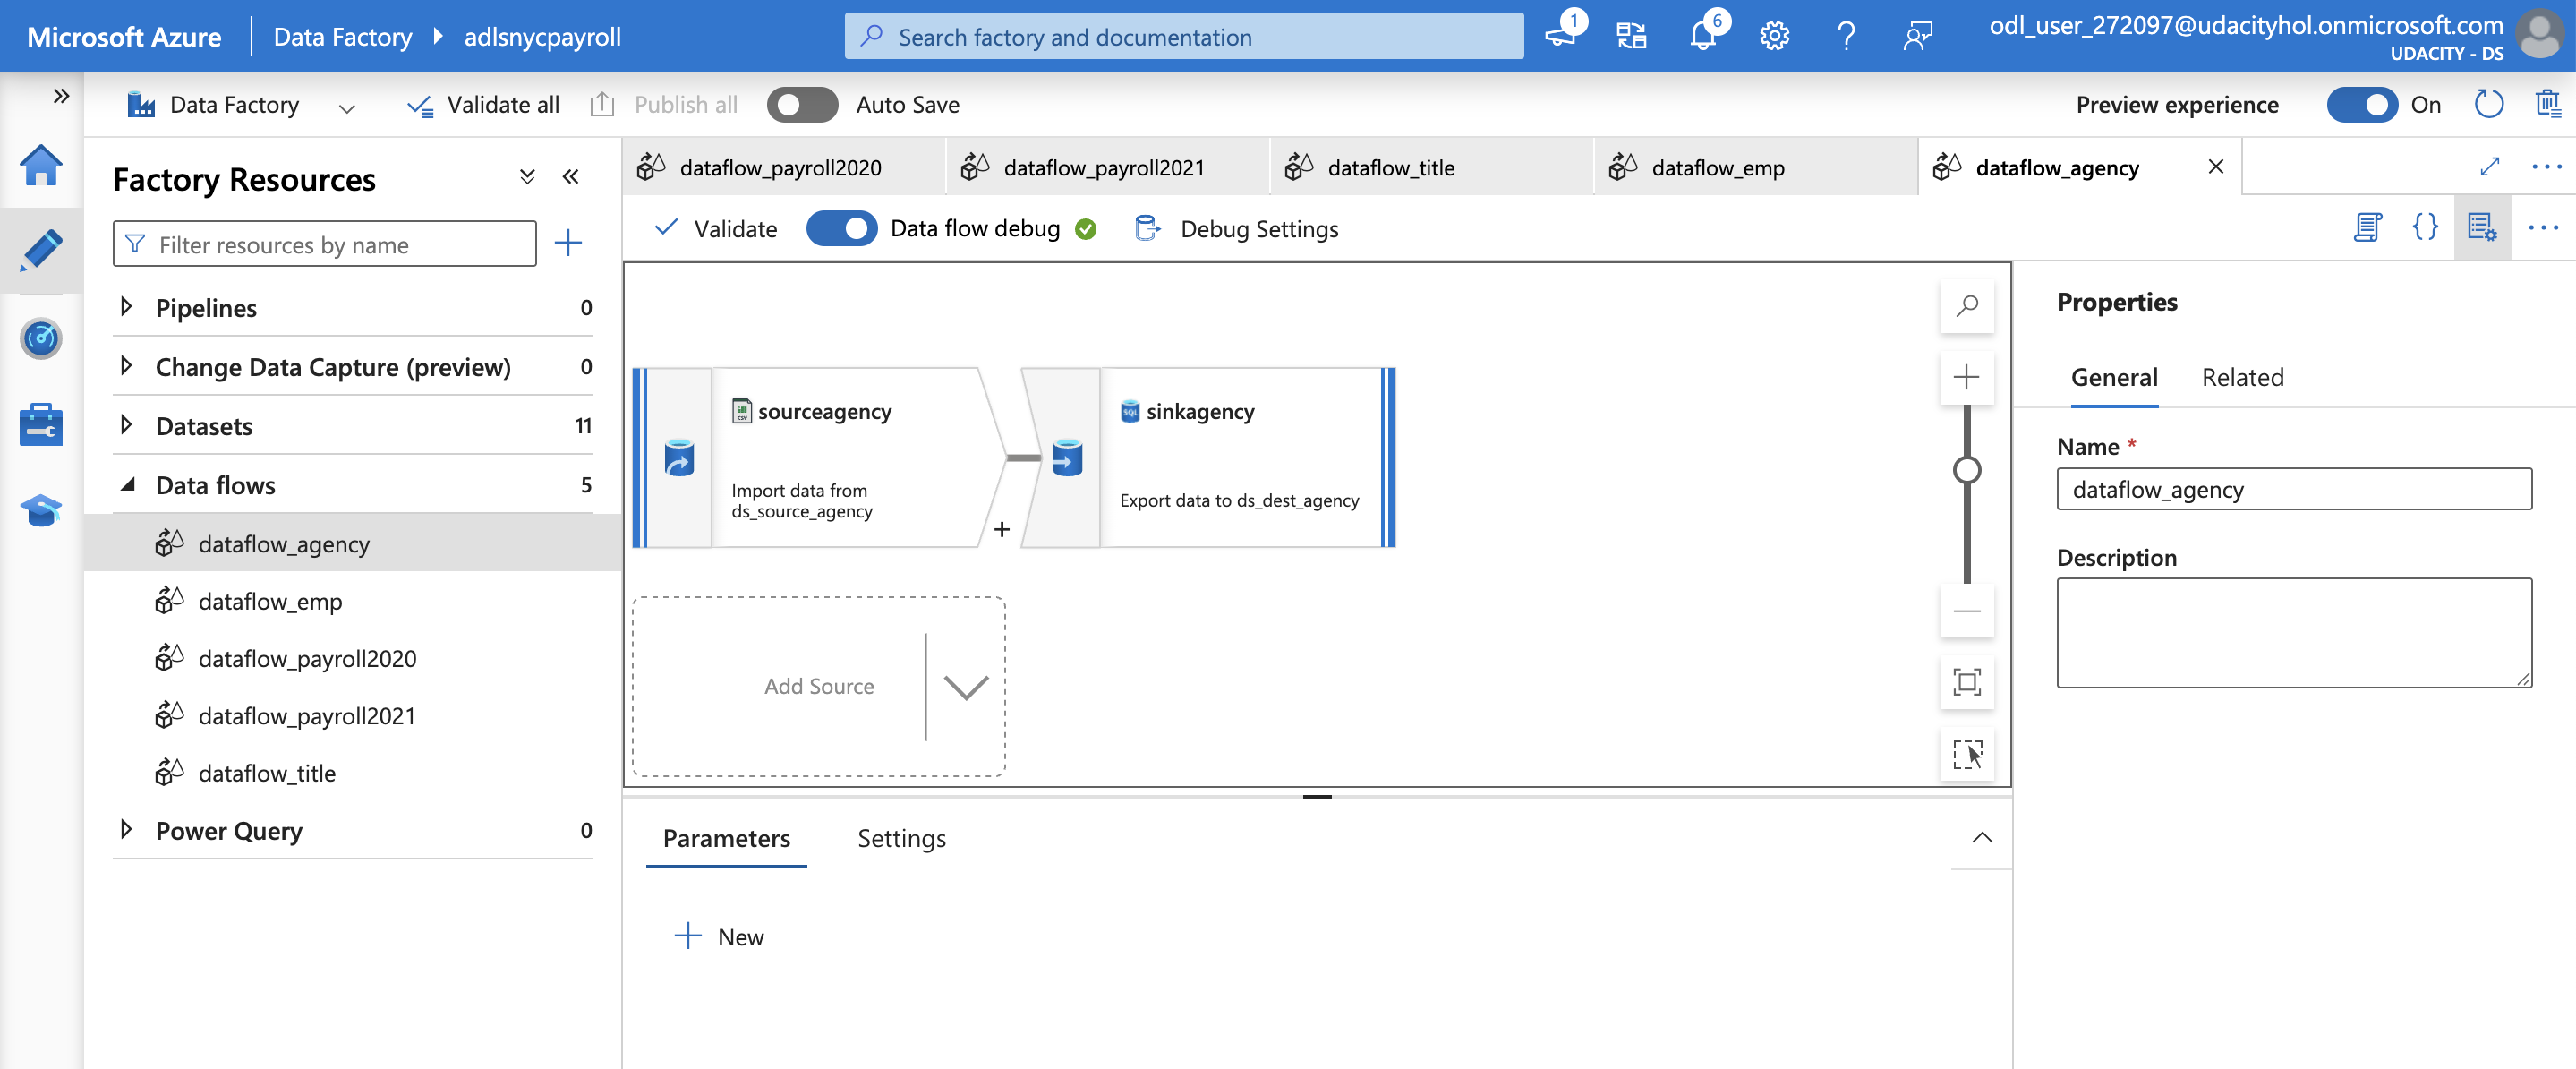 Microsoft Azure
Data Factory
adlsnycpayroll
Search factory and documentation
1
6
odl_user_272097@udacityhol.onmicrosoft.com
UDACITY - DS
Data Factory
Validate all
Publish all
Auto Save
Preview experience
On
Factory Resources
Filter resources by name
Pipelines
0
Change Data Capture (preview)
0
Datasets
11
Data flows
5
dataflow_agency
dataflow_emp
dataflow_payroll2020
dataflow_payroll2021
dataflow_title
Power Query
0
dataflow_payroll2020
dataflow_payroll2021
dataflow_title
dataflow_emp
dataflow_agency
Validate
Data flow debug
Debug Settings
CSV
sourceagency
Import data from
ds_source_agency
SQL
sinkagency
Export data to ds_dest_agency
Add Source
Parameters
Settings
New
Properties
General
Related
Name *
dataflow_agency
Description